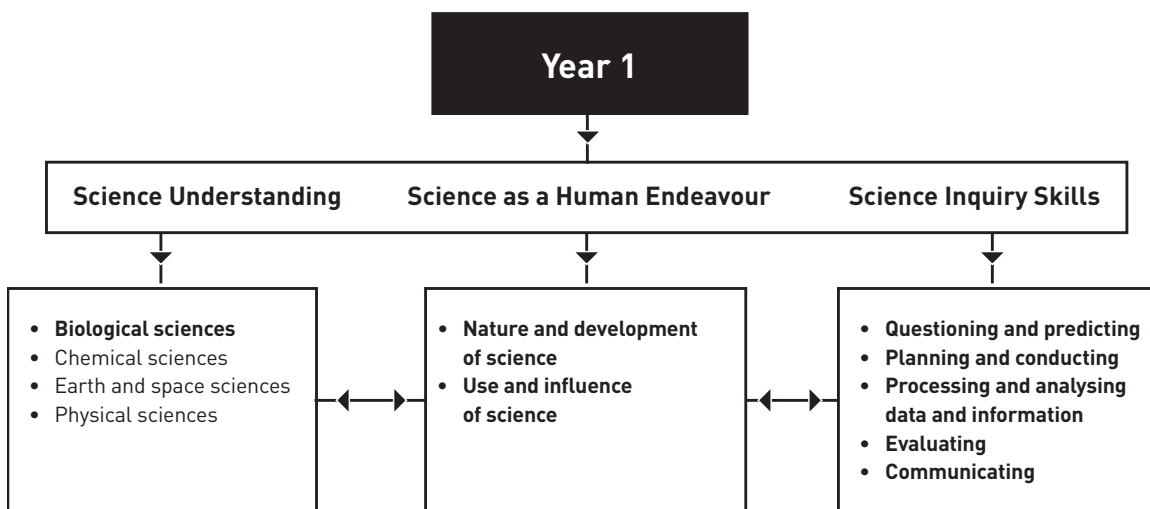 Year 1
Science Understanding
Science as a Human Endeavour
Science Inquiry Skills
• Biological sciences
• Chemical sciences
• Earth and space sciences
• Physical sciences
• Nature and development
of science
• Use and influence
of science
• Questioning and predicting
• Planning and conducting
• Processing and analysing
data and information
• Evaluating
• Communicating